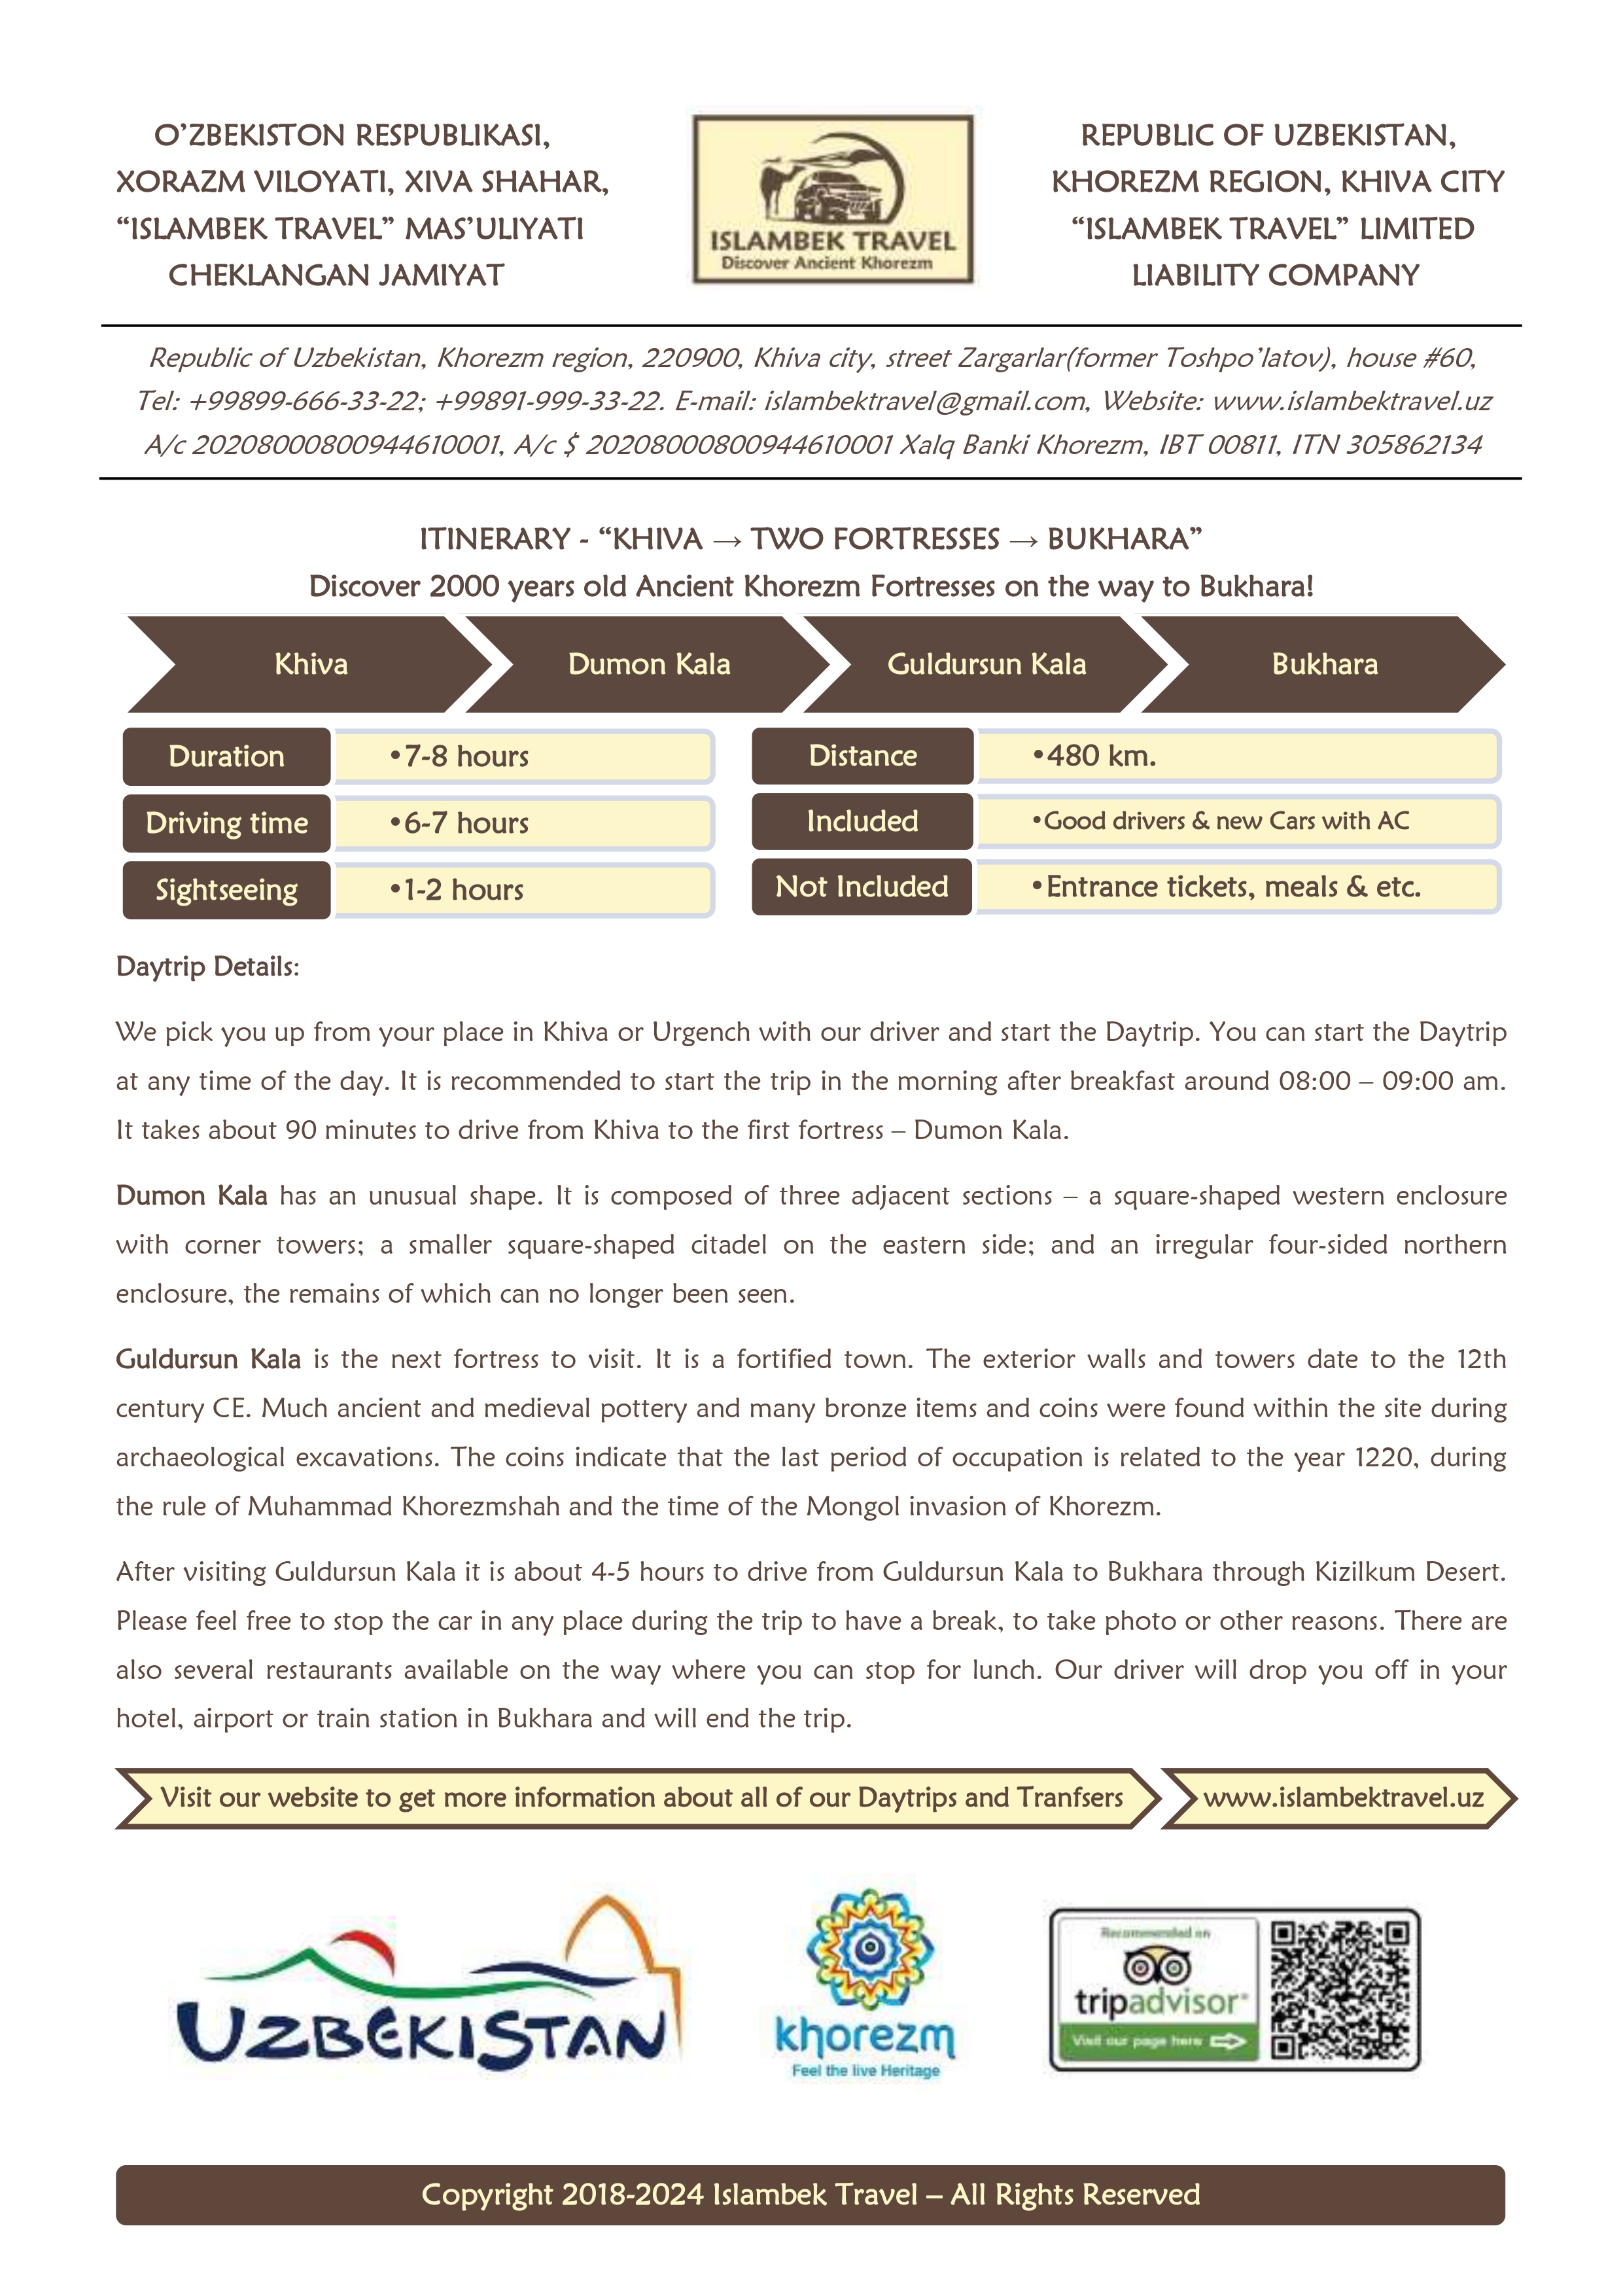 O'ZBEKISTON RESPUBLIKASI,
XORAZM VILOYATI, XIVA SHAHAR,
“ISLAMBEK TRAVEL” MAS'ULIYATI
CHEKLANGAN JAMIYAT
ISLAMBEK TRAVEL
Discover Ancient Khorezm
REPUBLIC OF UZBEKISTAN,
KHOREZM REGION, KHIVA CITY
“ISLAMBEK TRAVEL” LIMITED
LIABILITY COMPANY
Republic of Uzbekistan, Khorezm region, 220900, Khiva city, street Zargarlar(former Toshpo'latov), house #60,
Tel: +99899-666-33-22; +99891-999-33-22. E-mail: islambektravel@gmail.com, Website: www.islambektravel.uz
A/c 20208000800944610001, A/c $ 20208000800944610001 Xalq Banki Khorezm, IBT 00811, ITN 305862134
ITINERARY - “KHIVA → TWO FORTRESSES → BUKHARA”
Discover 2000 years old Ancient Khorezm Fortresses on the way to Bukhara!
Khiva
Dumon Kala
Guldursun Kala
Bukhara
Duration
•7-8 hours
Driving time
•6-7 hours
Sightseeing
•1-2 hours
Distance
•480 km.
Included
•Good drivers & new Cars with AC
Not Included
•Entrance tickets, meals & etc.
Daytrip Details:
We pick you up from your place in Khiva or Urgench with our driver and start the Daytrip. You can start the Daytrip
at any time of the day. It is recommended to start the trip in the morning after breakfast around 08:00 – 09:00 am.
It takes about 90 minutes to drive from Khiva to the first fortress – Dumon Kala.
Dumon Kala has an unusual shape. It is composed of three adjacent sections – a square-shaped western enclosure
with corner towers; a smaller square-shaped citadel on the eastern side; and an irregular four-sided northern
enclosure, the remains of which can no longer been seen.
Guldursun Kala is the next fortress to visit. It is a fortified town. The exterior walls and towers date to the 12th
century CE. Much ancient and medieval pottery and many bronze items and coins were found within the site during
archaeological excavations. The coins indicate that the last period of occupation is related to the year 1220, during
the rule of Muhammad Khorezmshah and the time of the Mongol invasion of Khorezm.
After visiting Guldursun Kala it is about 4-5 hours to drive from Guldursun Kala to Bukhara through Kizilkum Desert.
Please feel free to stop the car in any place during the trip to have a break, to take photo or other reasons. There are
also several restaurants available on the way where you can stop for lunch. Our driver will drop you off in your
hotel, airport or train station in Bukhara and will end the trip.
Visit our website to get more information about all of our Daytrips and Tranfsers
www.islambektravel.uz
UZBEKISTAN
khorezm
Feel the live Heritage
Recommended on
tripadvisor®
Visit our page here
Copyright 2018-2024 Islambek Travel – All Rights Reserved